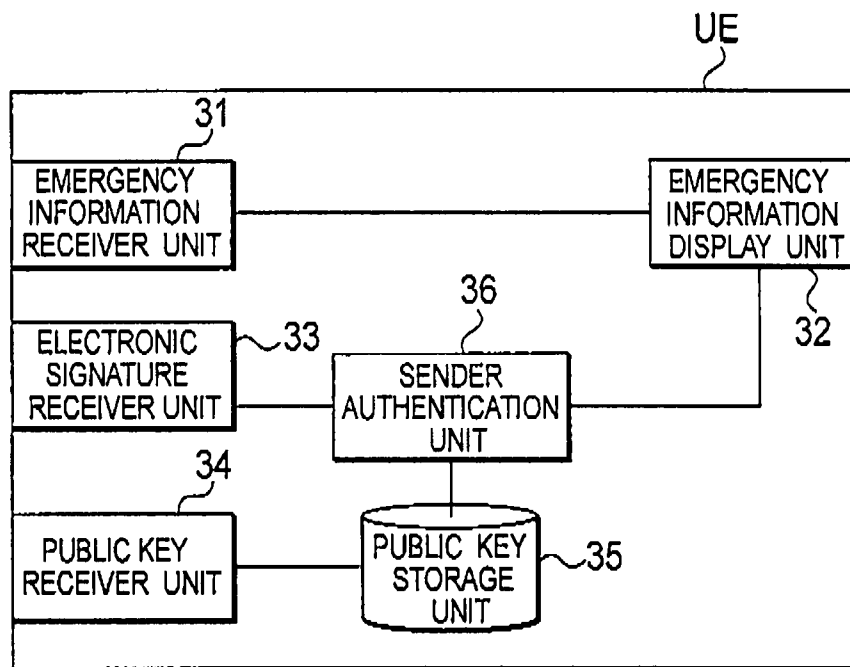 UE
31
EMERGENCY
INFORMATION
RECEIVER UNIT
EMERGENCY
INFORMATION
DISPLAY UNIT
32
33
ELECTRONIC
SIGNATURE
RECEIVER UNIT
36
SENDER
AUTHENTICATION
UNIT
34
PUBLIC KEY
RECEIVER UNIT
PUBLIC KEY
STORAGE
UNIT
35